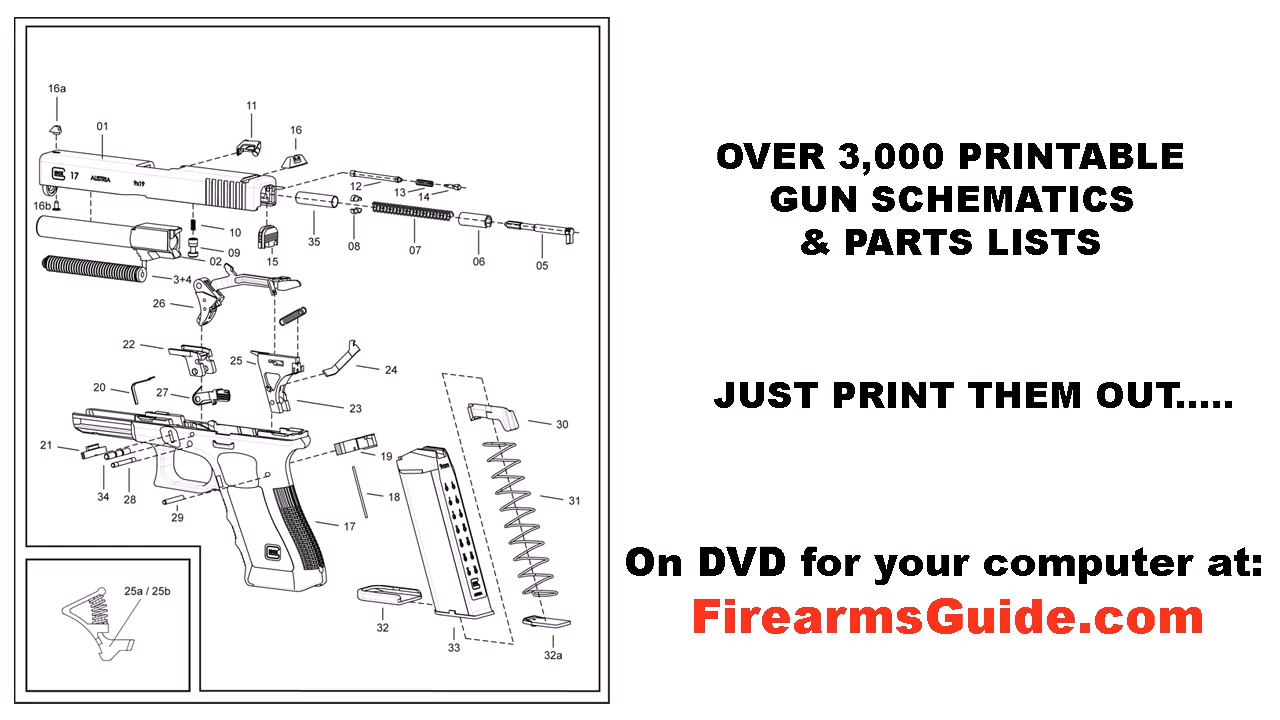 16a
11
01
16
17 AUSTRIA 9x19
12
13
14
16b
10
35
08
07
06
05
09
02
15
3+4
26
22
25
24
20
27
23
30
21
19
34
28
18
31
29
17
9mm
25a / 25b
32
33
32a
OVER 3,000 PRINTABLE
GUN SCHEMATICS
& PARTS LISTS
JUST PRINT THEM OUT.....
On DVD for your computer at:
FirearmsGuide.com